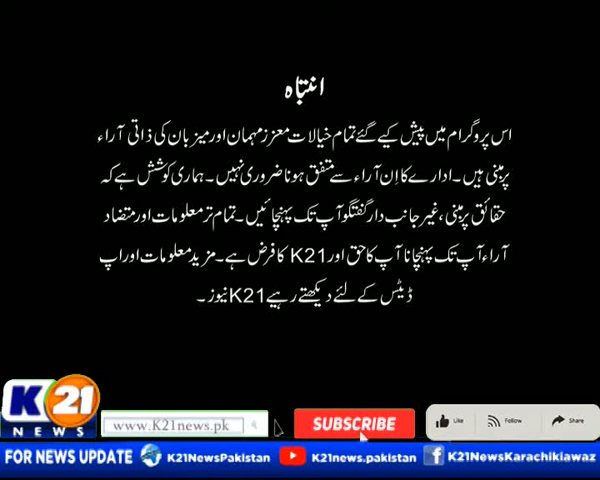 انتباہ
اس پروگرام میں پیش کیے گئے تمام خیالات معزز مہمان اور میزبان کی ذاتی آراء
پر مبنی ہیں۔ ادارے کا اِن آراء سے متفق ہونا ضروری نہیں۔ ہماری کوشش ہے کہ
حقائق پر مبنی، غیر جانب دار گفتگو آپ تک پہنچائیں۔ تمام تر معلومات اور متضاد
آراء آپ تک پہنچانا آپ کا حق اور K21 کا فرض ہے۔ مزید معلومات اور اپ
ڈیٹس کے لئے دیکھتے رہیے K21 نیوز۔
K21
NEWS
www.K21news.pk
SUBSCRIBE
Like
Follow
Share
FOR NEWS UPDATE
K21NewsPakistan
K21news.pakistan
K21NewsKarachikiawaz